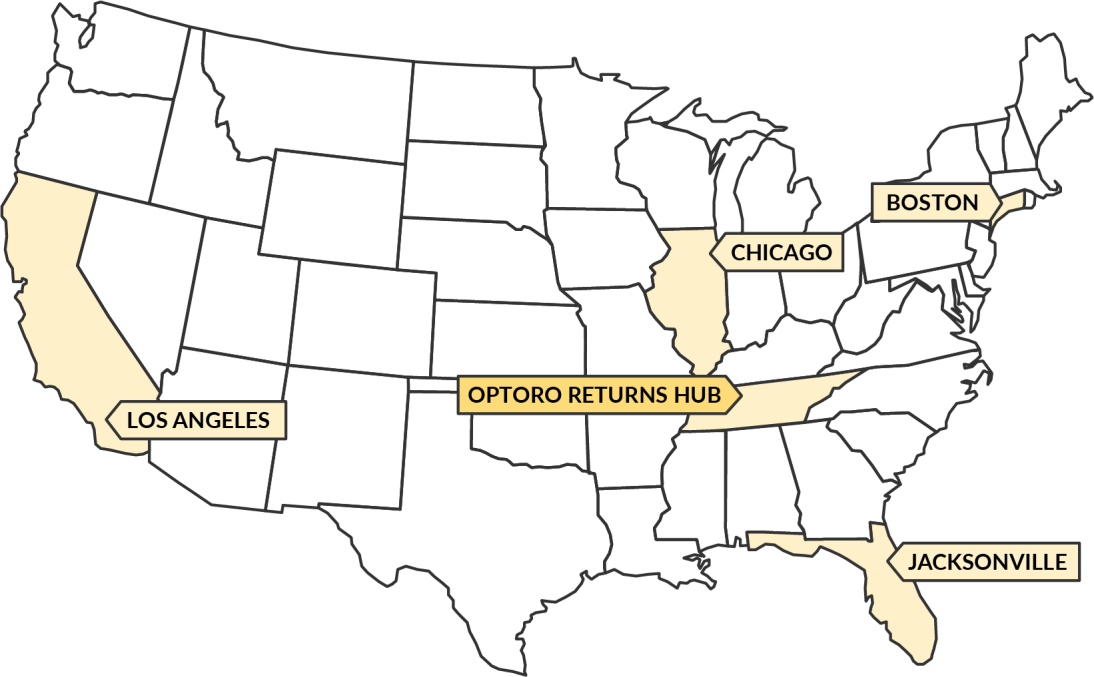 BOSTON
CHICAGO
OPTORO RETURNS HUB
LOS ANGELES
JACKSONVILLE